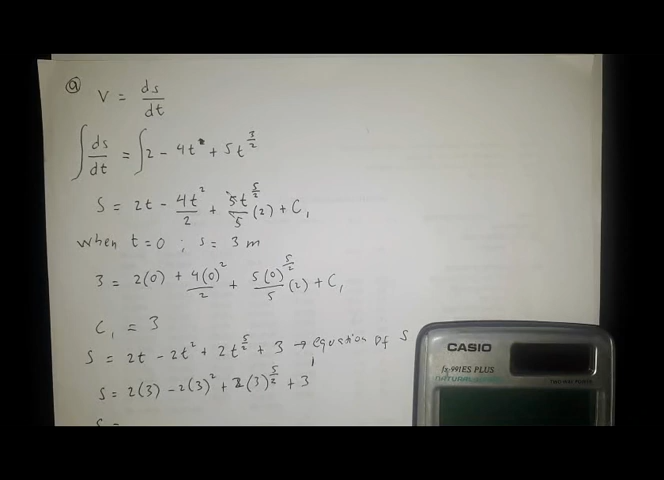 a
V = ds/dt
∫ ds/dt = ∫ 2 - 4t + 5t^(3/2)
S = 2t - 4t²/2 + 5t^(5/2)/5 (2) + C₁
when t = 0 ; s = 3 m
3 = 2(0) + 4(0)²/2 + 5(0)^(5/2)/5 (2) + C₁
C₁ = 3
S = 2t - 2t² + 2t^(5/2) + 3 → equation of S
S = 2(3) - 2(3)² + 2(3)^(5/2) + 3
S =
CASIO
fx-991ES PLUS
NATURAL
TWO WAY POWER